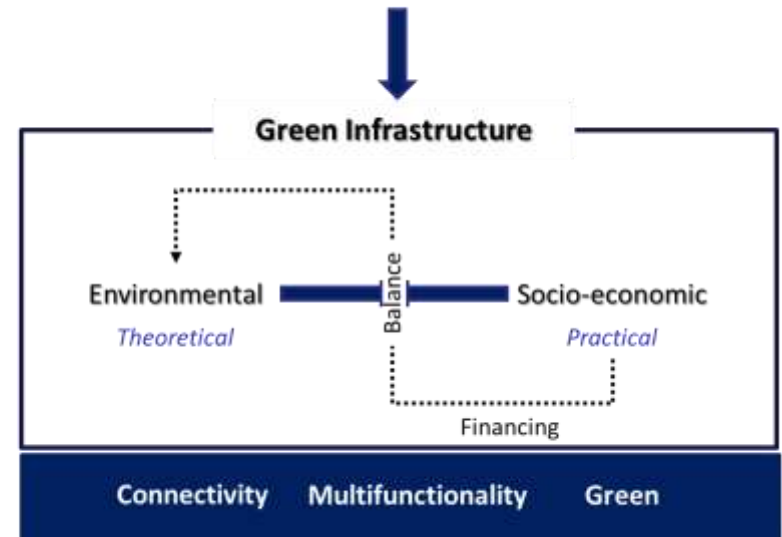 Green Infrastructure
Environmental
Balance
Socio-economic
Theoretical
Practical
Financing
Connectivity Multifunctionality Green